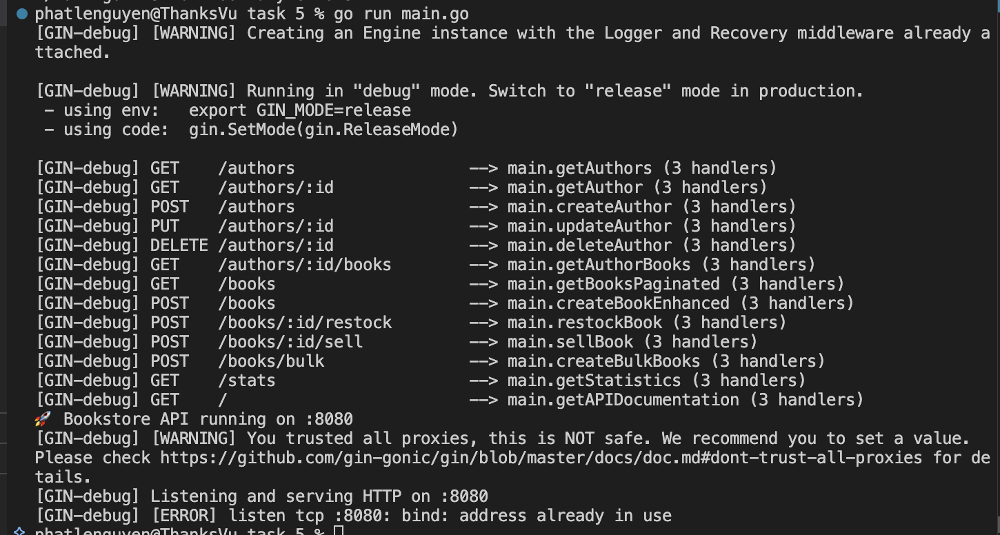 phatlenguyen@ThanksVu task 5 % go run main.go
[GIN-debug] [WARNING] Creating an Engine instance with the Logger and Recovery middleware already a
ttached.
[GIN-debug] [WARNING] Running in "debug" mode. Switch to "release" mode in production.
 - using env:   export GIN_MODE=release
 - using code:  gin.SetMode(gin.ReleaseMode)
[GIN-debug] GET    /authors                  --> main.getAuthors (3 handlers)
[GIN-debug] GET    /authors/:id              --> main.getAuthor (3 handlers)
[GIN-debug] POST   /authors                  --> main.createAuthor (3 handlers)
[GIN-debug] PUT    /authors/:id              --> main.updateAuthor (3 handlers)
[GIN-debug] DELETE /authors/:id              --> main.deleteAuthor (3 handlers)
[GIN-debug] GET    /authors/:id/books        --> main.getAuthorBooks (3 handlers)
[GIN-debug] GET    /books                    --> main.getBooksPaginated (3 handlers)
[GIN-debug] POST   /books                    --> main.createBookEnhanced (3 handlers)
[GIN-debug] POST   /books/:id/restock        --> main.restockBook (3 handlers)
[GIN-debug] POST   /books/:id/sell           --> main.sellBook (3 handlers)
[GIN-debug] POST   /books/bulk               --> main.createBulkBooks (3 handlers)
[GIN-debug] GET    /stats                    --> main.getStatistics (3 handlers)
[GIN-debug] GET    /                         --> main.getAPIDocumentation (3 handlers)
🚀 Bookstore API running on :8080
[GIN-debug] [WARNING] You trusted all proxies, this is NOT safe. We recommend you to set a value.
Please check https://github.com/gin-gonic/gin/blob/master/docs/doc.md#dont-trust-all-proxies for de
tails.
[GIN-debug] Listening and serving HTTP on :8080
[GIN-debug] [ERROR] listen tcp :8080: bind: address already in use
phatlenguyen@ThanksVu task 5 %